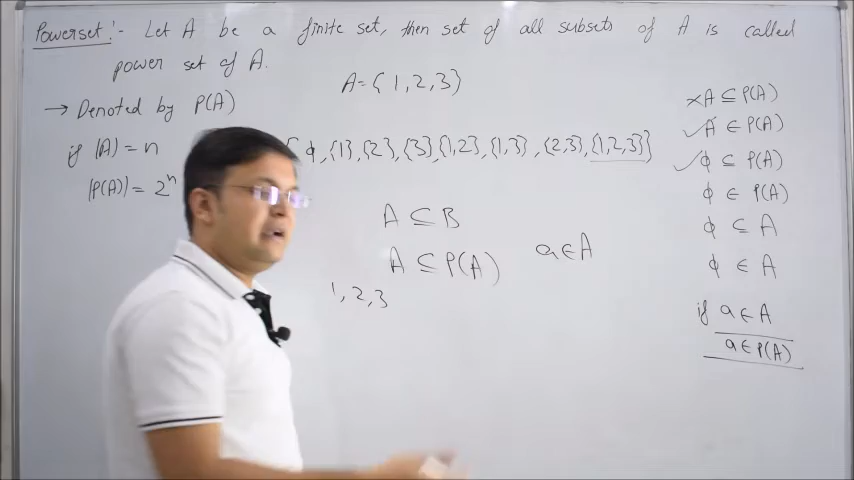 Powerset :- Let A be a finite set, then set of all subsets of A is called
power set of A.
A={1,2,3}
→ Denoted by P(A)
if |A| = n
{ϕ,{1},{2},{3},{1,2},{1,3},{2,3},{1,2,3}}
|P(A)| = 2ⁿ
A ⊆ B
A ⊆ P(A)
a ∈ A
1,2,3
×A ⊆ P(A)
✓A ∈ P(A)
✓ϕ ⊆ P(A)
ϕ ∈ P(A)
ϕ ⊆ A
ϕ ∈ A
if a ∈ A
a ∈ P(A)